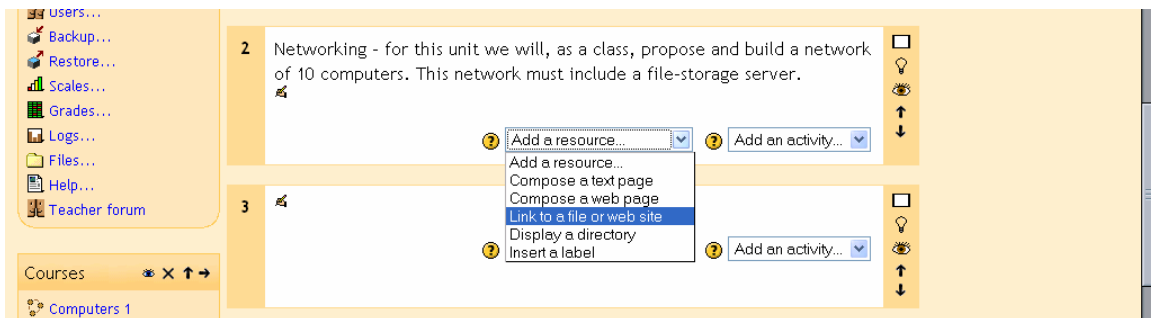 Users...
Backup...
Restore...
Scales...
Grades...
Logs...
Files...
Help...
Teacher forum
Courses
Computers 1
2
Networking - for this unit we will, as a class, propose and build a network
of 10 computers. This network must include a file-storage server.
Add a resource...
Add an activity...
Add a resource...
Compose a text page
Compose a web page
Link to a file or web site
Display a directory
Insert a label
3
Add an activity...